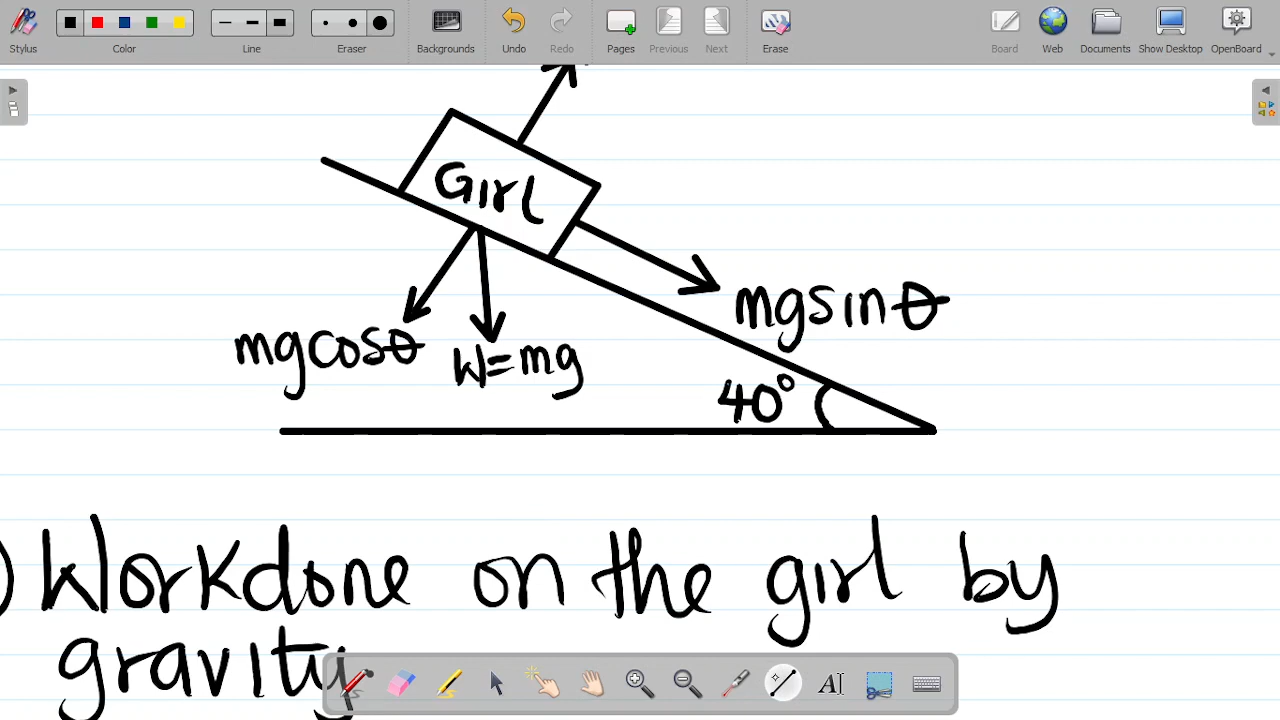 Stylus Color Line Eraser Backgrounds Undo Redo Pages Previous Next Erase Board Web Documents Show Desktop OpenBoard
Girl
mgsinθ
mgcosθ
W=mg
40°
) Workdone on the girl by
gravity